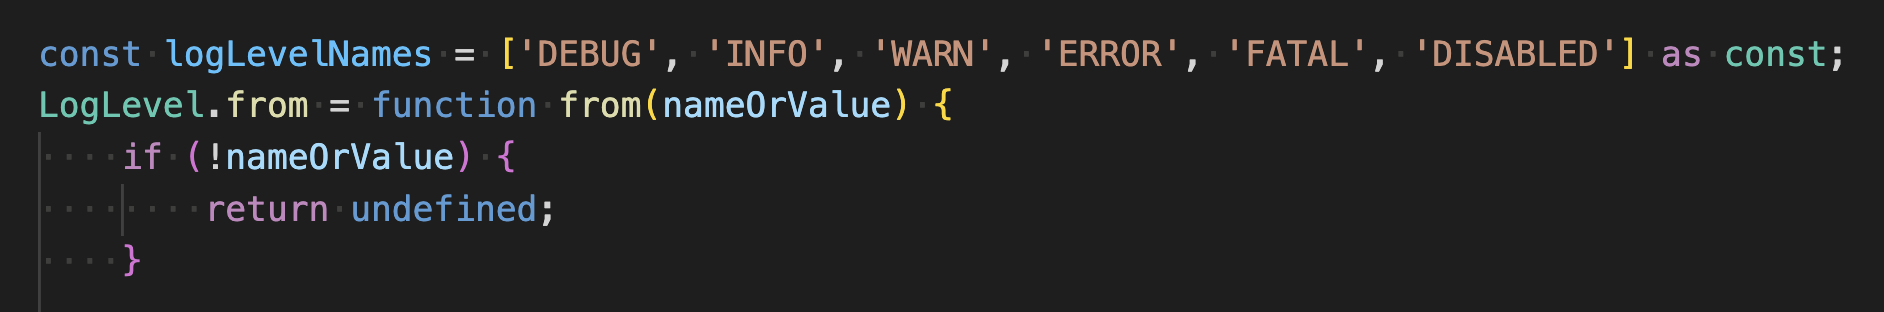 const logLevelNames = ['DEBUG', 'INFO', 'WARN', 'ERROR', 'FATAL', 'DISABLED'] as const;
LogLevel.from = function from(nameOrValue) {
    if (!nameOrValue) {
        return undefined;
    }